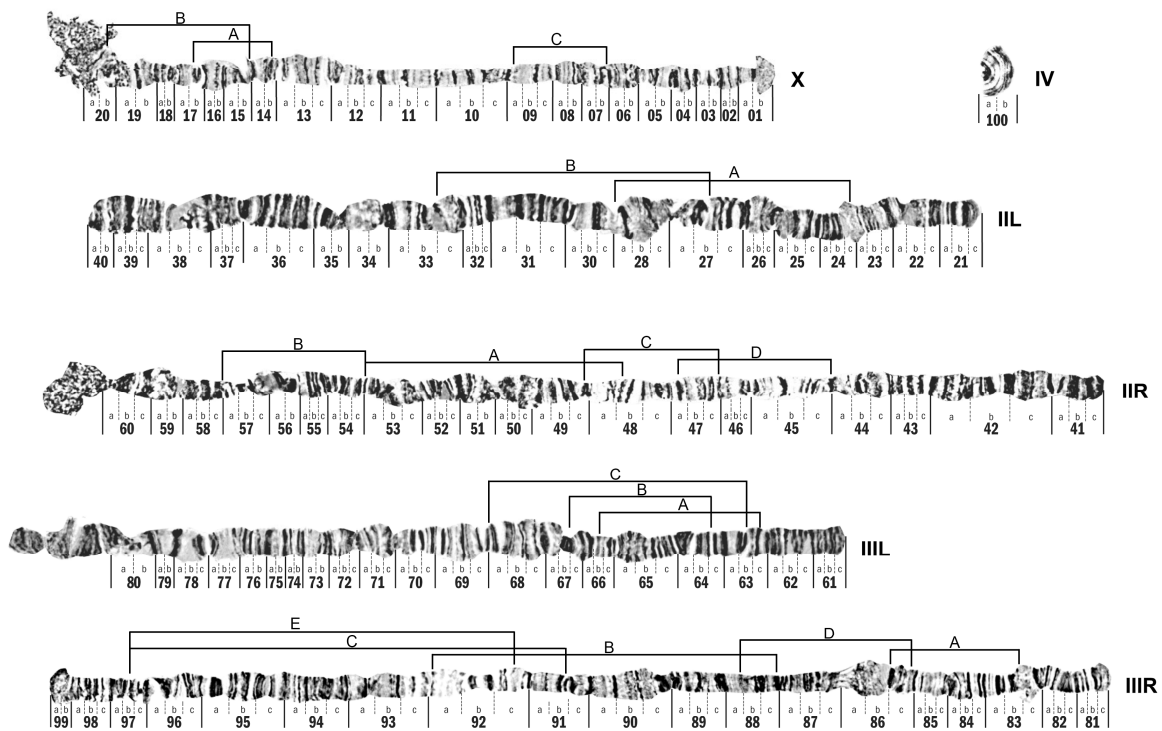 B
A
C
a b a b a b a b a b a b a b a b c a b c a b c a b c a b c a b c a b c a b c a b c a b c a b a b a b
20 19 18 17 16 15 14 13 12 11 10 09 08 07 06 05 04 03 02 01
X
a b
100
IV
B
A
a b a b c a b c a b c a b c a b a b c a b c a b c a b c a b c a b c a b c a b c a b c a b c a b c a b c a b c
40 39 38 37 36 35 34 33 32 31 30 28 27 26 25 24 23 22 21
IIL
B
A
C
D
a b c a b a b c a b c a b a b c a b c a b c a b c a b a b c a b c a b c a b c a b c a b c a b c a b c a b c a b c
60 59 58 57 56 55 54 53 52 51 50 49 48 47 46 45 44 43 42 41
IIR
C
B
A
a b c a b a b c a b c a b a b a b a b a b c a b c a b c a b c a b c a b c a b c a b c a b c a b c a b c a b c
80 79 78 77 76 75 74 73 72 71 70 69 68 67 66 65 64 63 62 61
IIIL
E
C
B
D
A
a b a b c a b c a b c a b c a b c a b c a b c a b c a b c a b c a b c a b c a b c a b c a b c a b c a b c a b c
99 98 97 96 95 94 93 92 91 90 89 88 87 86 85 84 83 82 81
IIIR